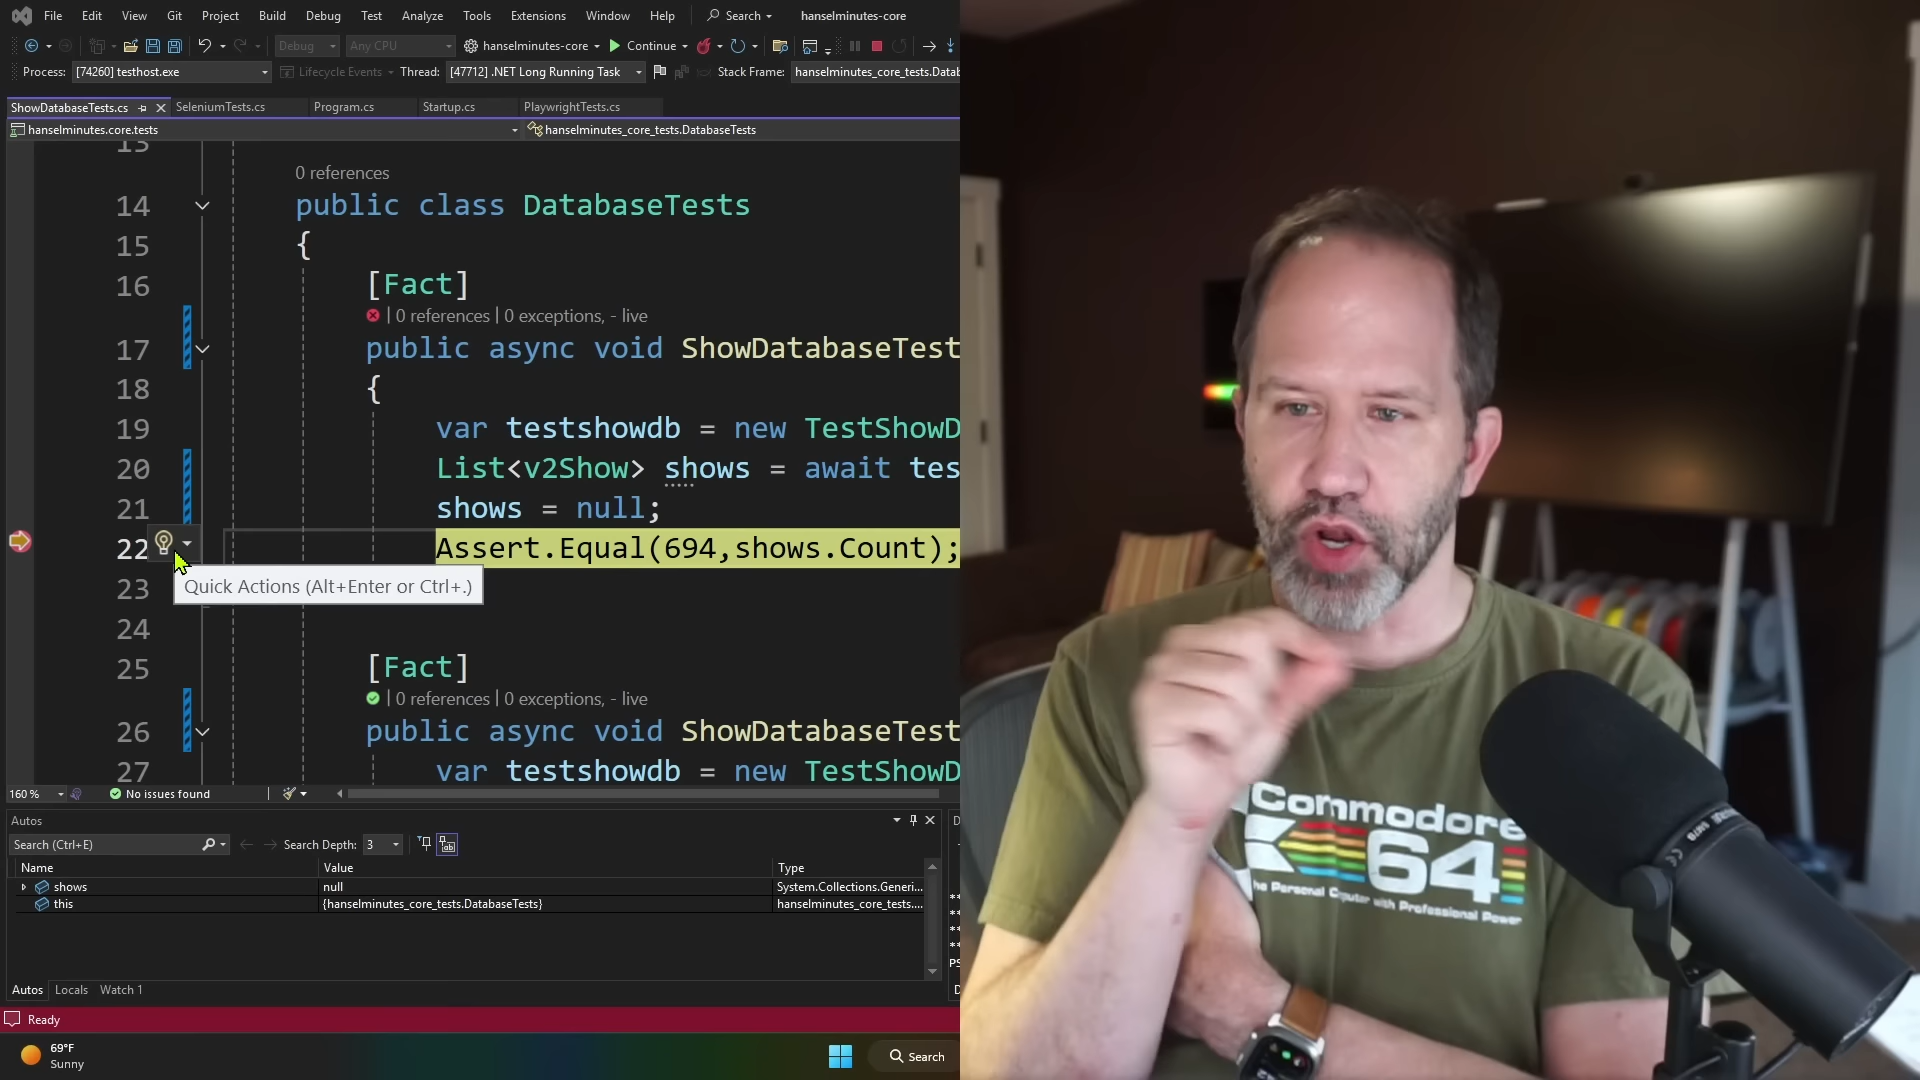 File Edit View Git Project Build Debug Test Analyze Tools Extensions Window Help Search hanselminutes-core
Debug Any CPU hanselminutes-core Continue
Process: [74260] testhost.exe Lifecycle Events Thread: [47712] .NET Long Running Task Stack Frame: hanselminutes_core_tests.Datab
ShowDatabaseTests.cs SeleniumTests.cs Program.cs Startup.cs PlaywrightTests.cs
hanselminutes.core.tests hanselminutes_core_tests.DatabaseTests
13
0 references
14 public class DatabaseTests
15 {
16 [Fact]
| 0 references | 0 exceptions, - live
17 public async void ShowDatabaseTest
18 {
19 var testshowdb = new TestShowD
20 List<v2Show> shows = await tes
21 shows = null;
22 Assert.Equal(694,shows.Count);
23
Quick Actions (Alt+Enter or Ctrl+.)
24
25 [Fact]
| 0 references | 0 exceptions, - live
26 public async void ShowDatabaseTest
27 var testshowdb = new TestShowD
160 % No issues found
Autos
Search (Ctrl+E) Search Depth: 3
Name Value Type
shows null System.Collections.Generi...
this {hanselminutes_core_tests.DatabaseTests} hanselminutes_core_tests....
Autos Locals Watch 1
Ready
69°F
Sunny
Search
Commodore
64
Personal
with Professional Power